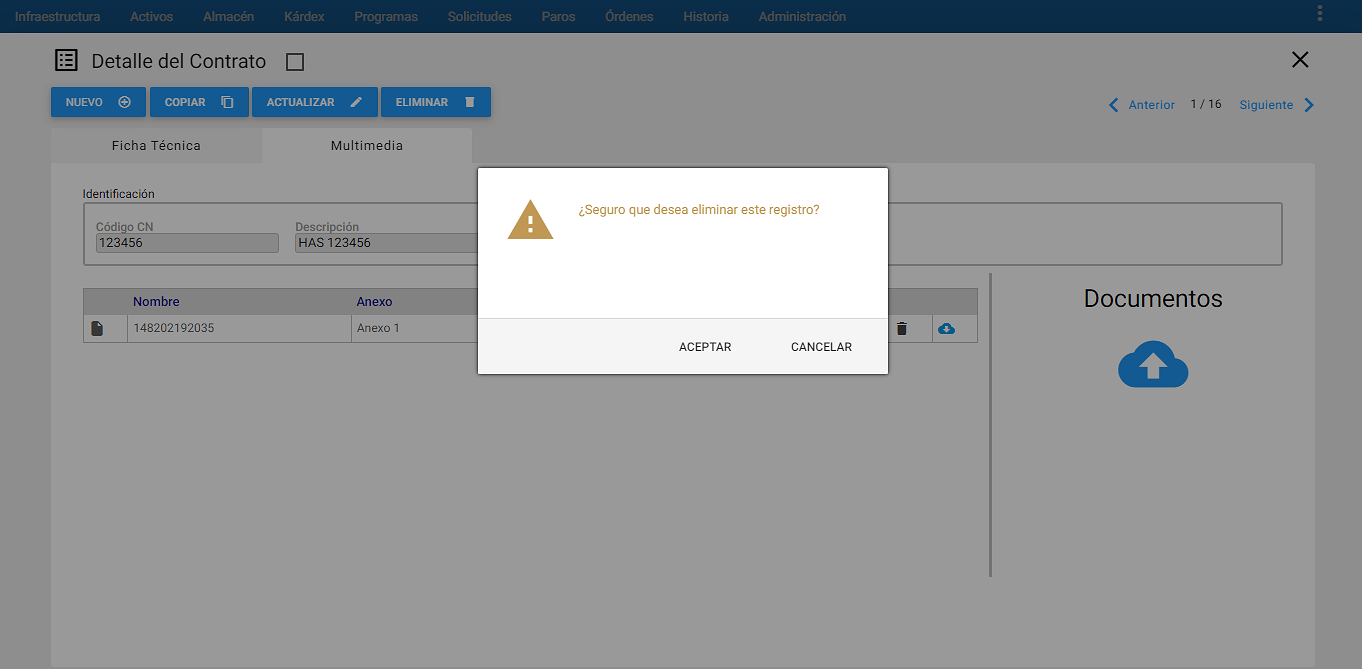 Infraestructura Activos Almacén Kárdex Programas Solicitudes Paros Órdenes Historia Administración
Detalle del Contrato
NUEVO COPIAR ACTUALIZAR ELIMINAR
Anterior 1 / 16 Siguiente
Ficha Técnica Multimedia
Identificación
Código CN Descripción
123456 HAS 123456
¿Seguro que desea eliminar este registro?
ACEPTAR CANCELAR
Nombre Anexo
148202192035 Anexo 1
Documentos